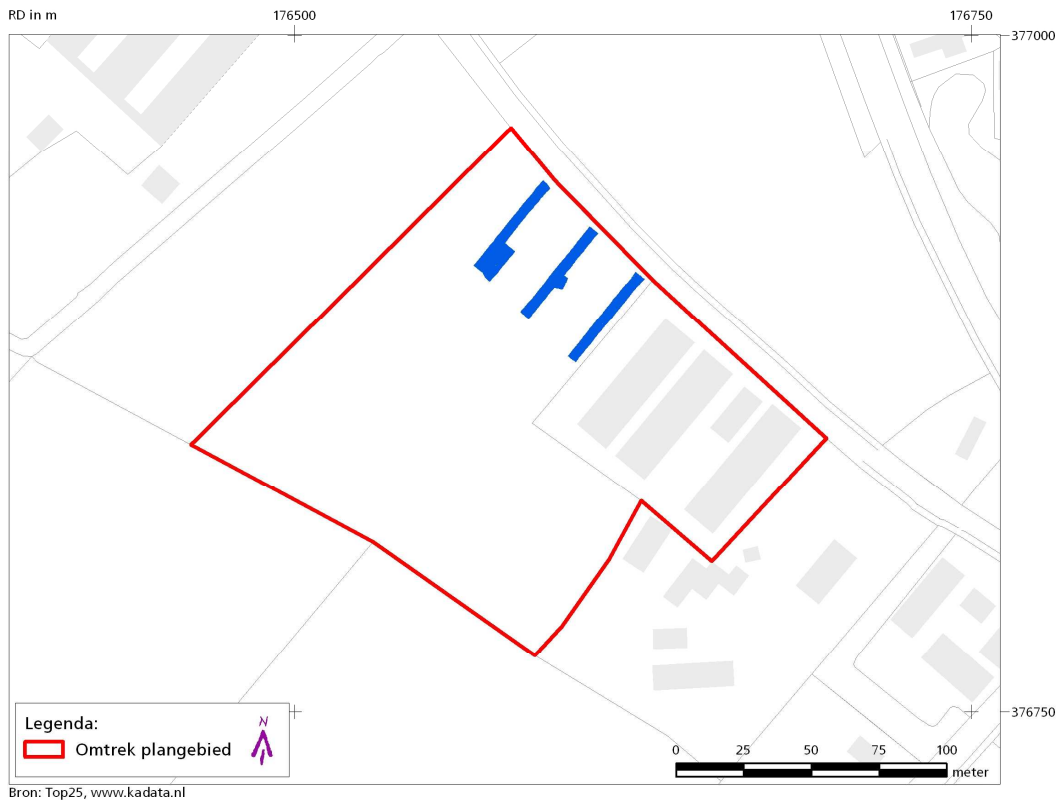 RD in m
176500
176750
377000
376750
Legenda:
N
Omtrek plangebied
0 25 50 75 100
meter
Bron: Top25, www.kadata.nl